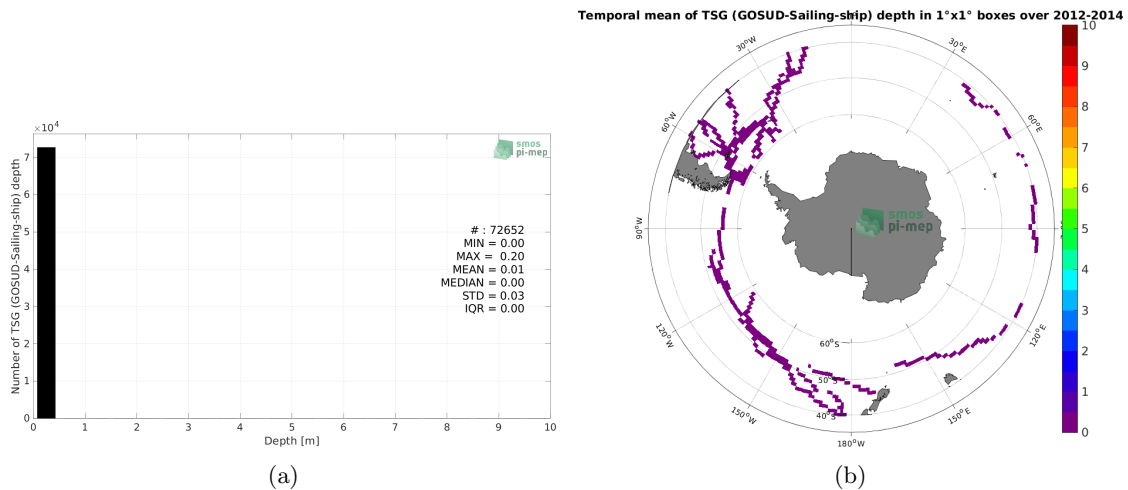 Temporal mean of TSG (GOSUD-Sailing-ship) depth in 1°x1° boxes over 2012-2014
×10⁴
smos
pi-mep
7
6
5
4
3
2
1
0
Number of TSG (GOSUD-Sailing-ship) depth
# : 72652
MIN = 0.00
MAX = 0.20
MEAN = 0.01
MEDIAN = 0.00
STD = 0.03
IQR = 0.00
0 1 2 3 4 5 6 7 8 9 10
Depth [m]
(a)
30°W
30°E
60°W
60°E
90°W
120°W
120°E
150°W
150°E
180°W
60°S
50°S
40°S
smos
pi-mep
10
9
8
7
6
5
4
3
2
1
0
(b)